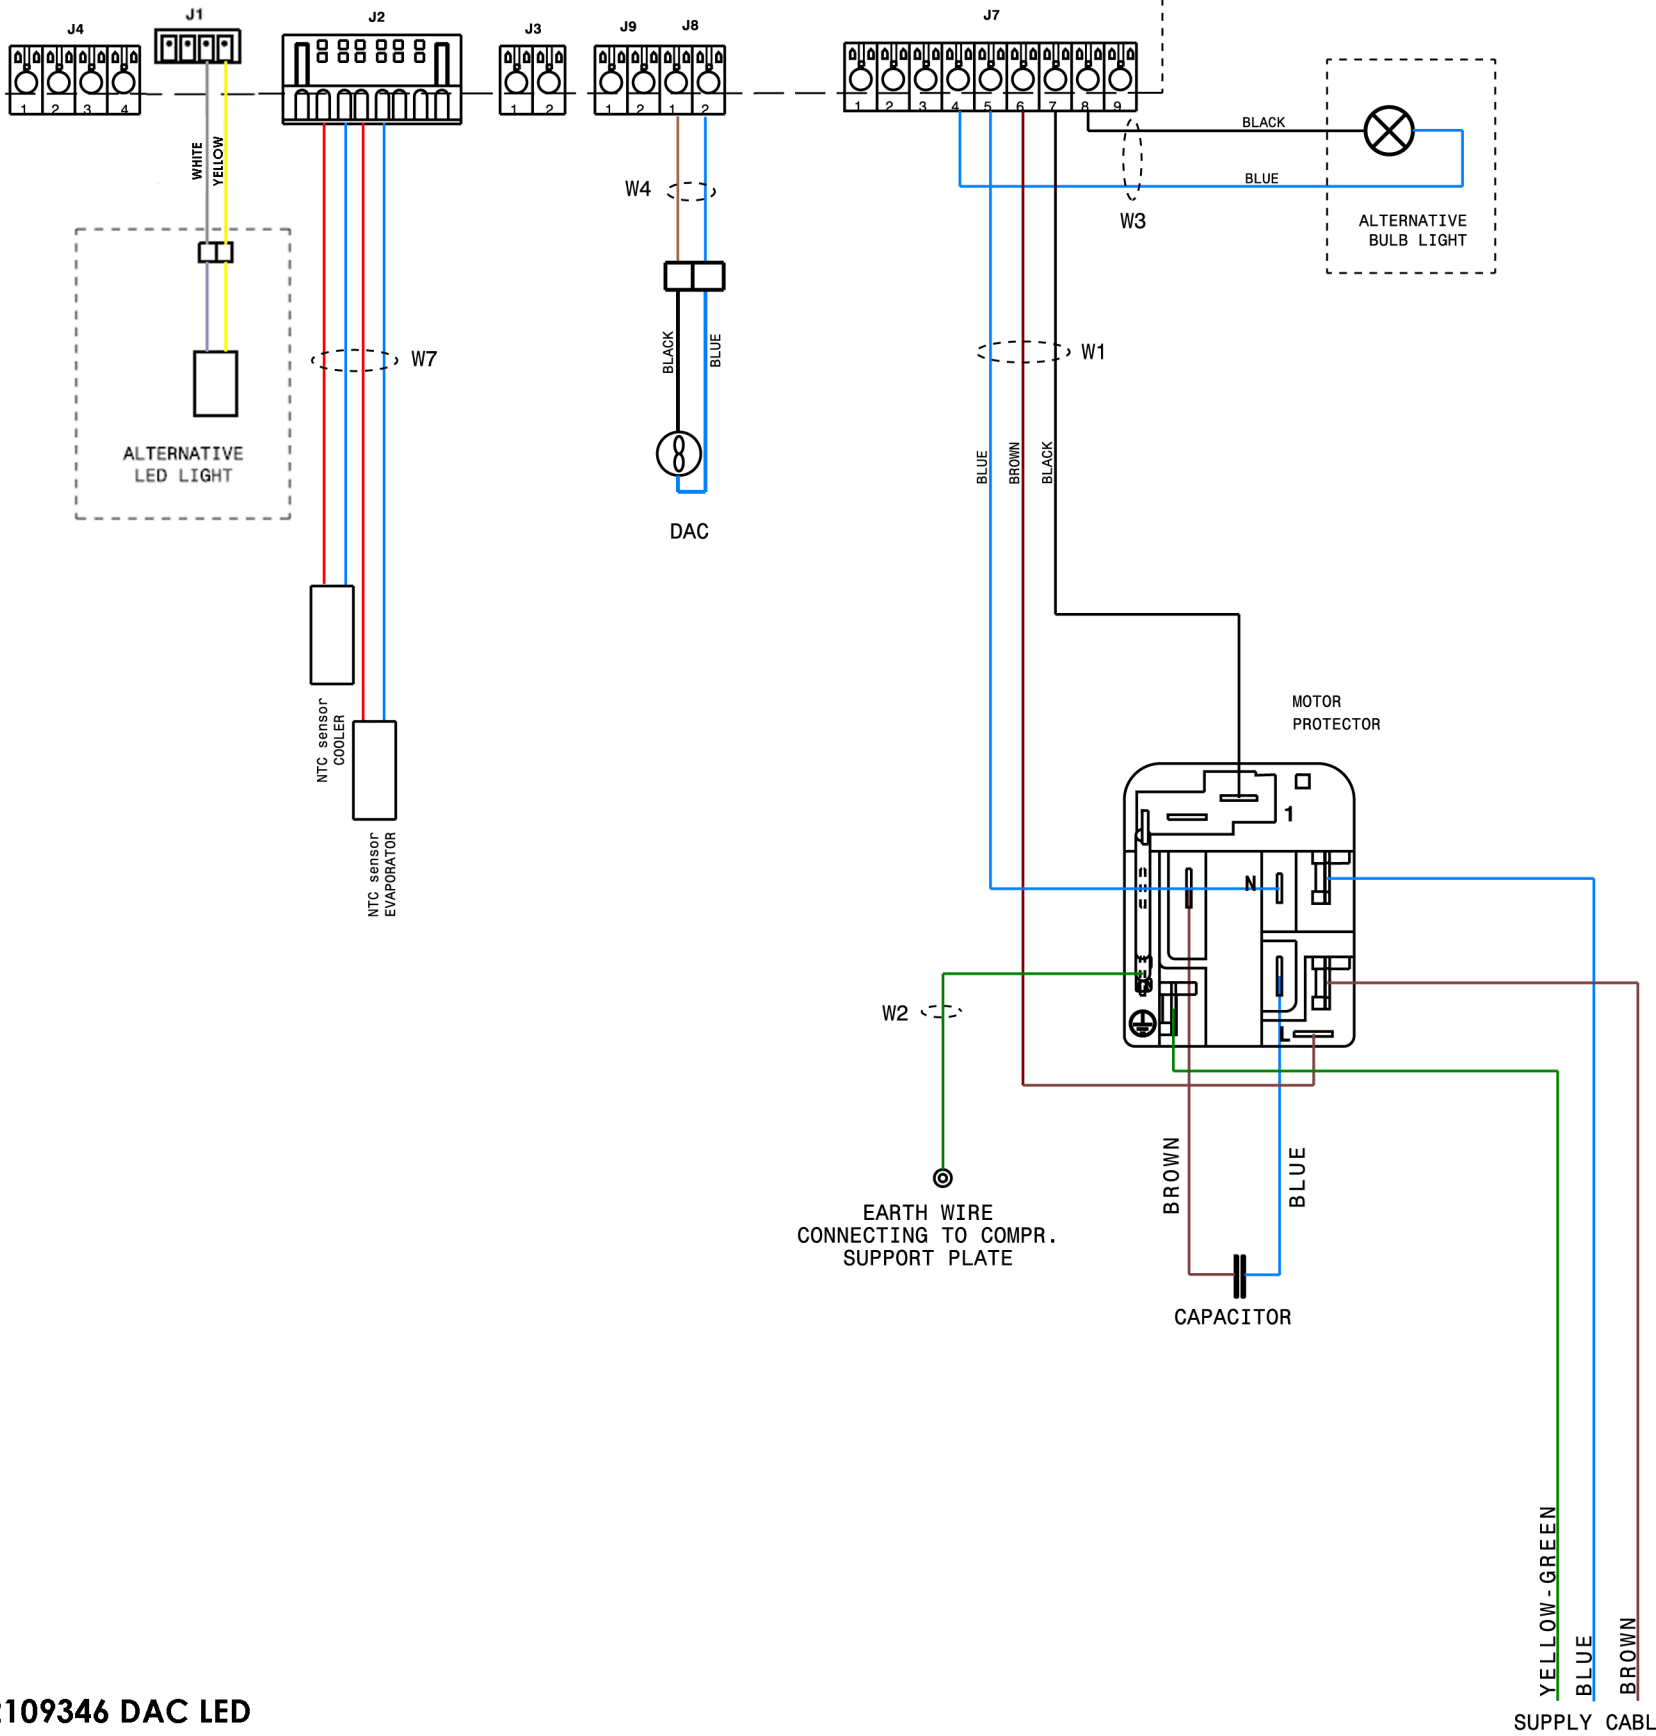 J4
J1
J2
J3
J9
J8
J7
1 2 3 4
1 2
1 2
1 2
1 2 3 4 5 6 7 8 9
WHITE
YELLOW
BLACK
BLUE
W3
ALTERNATIVE
BULB LIGHT
W4
W7
BLACK
BLUE
W1
ALTERNATIVE
LED LIGHT
BLUE
BROWN
BLACK
DAC
NTC sensor
COOLER
NTC sensor
EVAPORATOR
MOTOR
PROTECTOR
1
N
L
W2
EARTH WIRE
CONNECTING TO COMPR.
SUPPORT PLATE
BROWN
BLUE
CAPACITOR
YELLOW-GREEN
BLUE
BROWN
SUPPLY CABL
109346 DAC LED